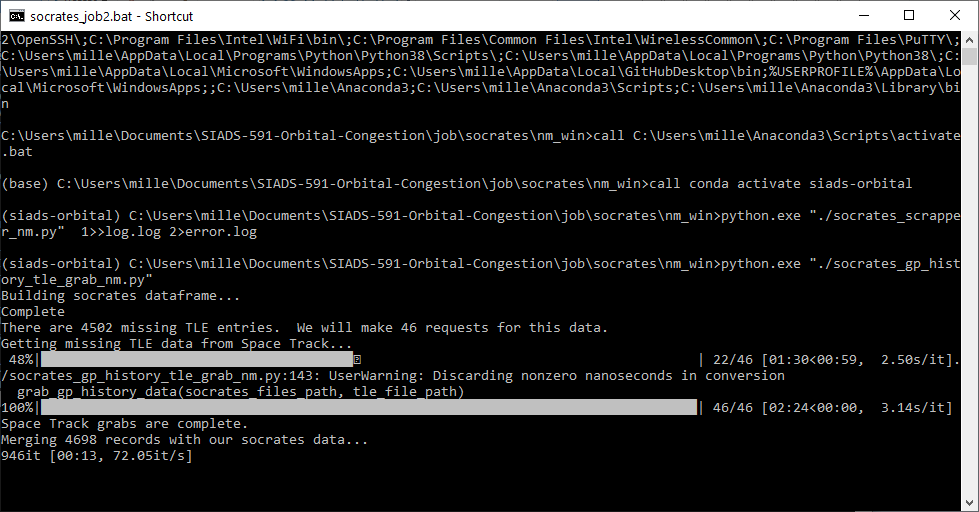 socrates_job2.bat - Shortcut
2\OpenSSH\;C:\Program Files\Intel\WiFi\bin\;C:\Program Files\Common Files\Intel\WirelessCommon\;C:\Program Files\PuTTY\;
C:\Users\mille\AppData\Local\Programs\Python\Python38\Scripts\;C:\Users\mille\AppData\Local\Programs\Python\Python38\;C:
\Users\mille\AppData\Local\Microsoft\WindowsApps;C:\Users\mille\AppData\Local\GitHubDesktop\bin;%USERPROFILE%\AppData\Lo
cal\Microsoft\WindowsApps;;C:\Users\mille\Anaconda3;C:\Users\mille\Anaconda3\Scripts;C:\Users\mille\Anaconda3\Library\bi
n
C:\Users\mille\Documents\SIADS-591-Orbital-Congestion\job\socrates\nm_win>call C:\Users\mille\Anaconda3\Scripts\activate
.bat
(base) C:\Users\mille\Documents\SIADS-591-Orbital-Congestion\job\socrates\nm_win>call conda activate siads-orbital
(siads-orbital) C:\Users\mille\Documents\SIADS-591-Orbital-Congestion\job\socrates\nm_win>python.exe "./socrates_scrappe
r_nm.py"  1>>log.log 2>error.log
(siads-orbital) C:\Users\mille\Documents\SIADS-591-Orbital-Congestion\job\socrates\nm_win>python.exe "./socrates_gp_hist
ory_tle_grab_nm.py"
Building socrates dataframe...
Complete
There are 4502 missing TLE entries.  We will make 46 requests for this data.
Getting missing TLE data from Space Track...
48%| | 22/46 [01:30<00:59,  2.50s/it].
/socrates_gp_history_tle_grab_nm.py:143: UserWarning: Discarding nonzero nanoseconds in conversion
grab_gp_history_data(socrates_files_path, tle_file_path)
100%| | 46/46 [02:24<00:00,  3.14s/it]
Space Track grabs are complete.
Merging 4698 records with our socrates data...
946it [00:13, 72.05it/s]